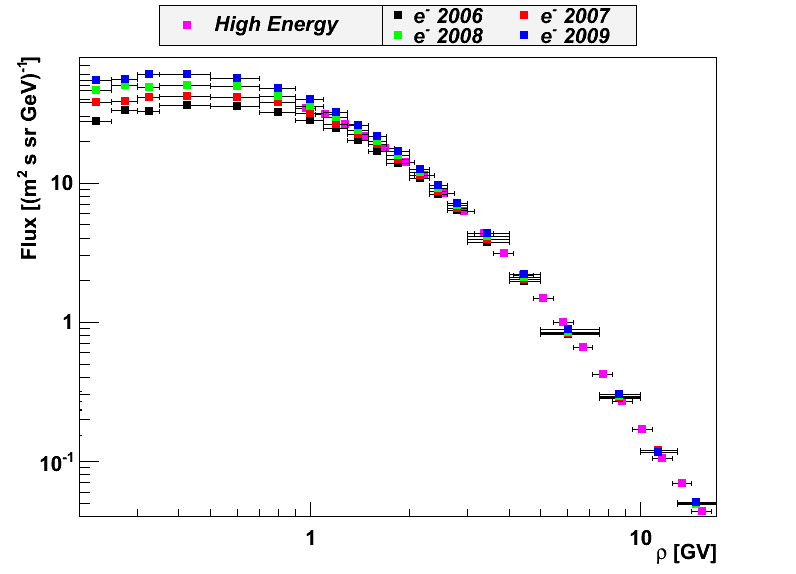 High Energy
e⁻ 2006
e⁻ 2007
e⁻ 2008
e⁻ 2009
Flux [(m² s sr GeV)⁻¹]
10
1
10⁻¹
1
10
ρ [GV]